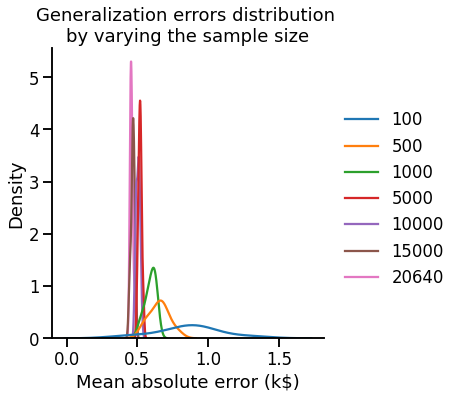 Generalization errors distribution
by varying the sample size
Density
5
4
3
2
1
0
0.0 0.5 1.0 1.5
Mean absolute error (k$)
100
500
1000
5000
10000
15000
20640